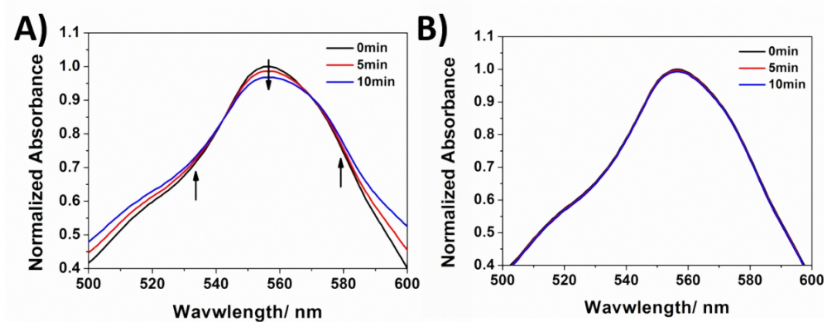 A)
0min
5min
10min
Normalized Absorbance
1.1
1.0
0.9
0.8
0.7
0.6
0.5
0.4
500 520 540 560 580 600
Wavwlength/ nm
B)
0min
5min
10min
Normalized Absorbance
1.1
1.0
0.9
0.8
0.7
0.6
0.5
0.4
500 520 540 560 580 600
Wavwlength/ nm